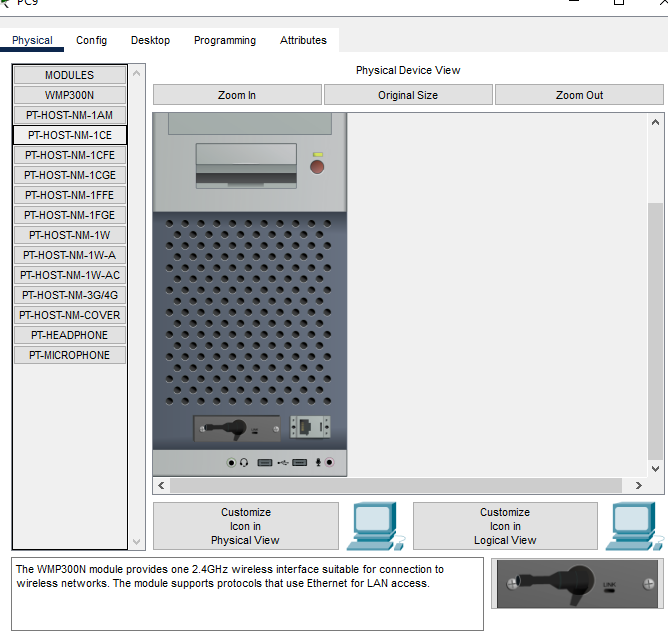 PC9
Physical
Config
Desktop
Programming
Attributes
MODULES
WMP300N
PT-HOST-NM-1AM
PT-HOST-NM-1CE
PT-HOST-NM-1CFE
PT-HOST-NM-1CGE
PT-HOST-NM-1FFE
PT-HOST-NM-1FGE
PT-HOST-NM-1W
PT-HOST-NM-1W-A
PT-HOST-NM-1W-AC
PT-HOST-NM-3G/4G
PT-HOST-NM-COVER
PT-HEADPHONE
PT-MICROPHONE
Physical Device View
Zoom In
Original Size
Zoom Out
Customize
Icon in
Physical View
Customize
Icon in
Logical View
The WMP300N module provides one 2.4GHz wireless interface suitable for connection to
wireless networks. The module supports protocols that use Ethernet for LAN access.
LINK